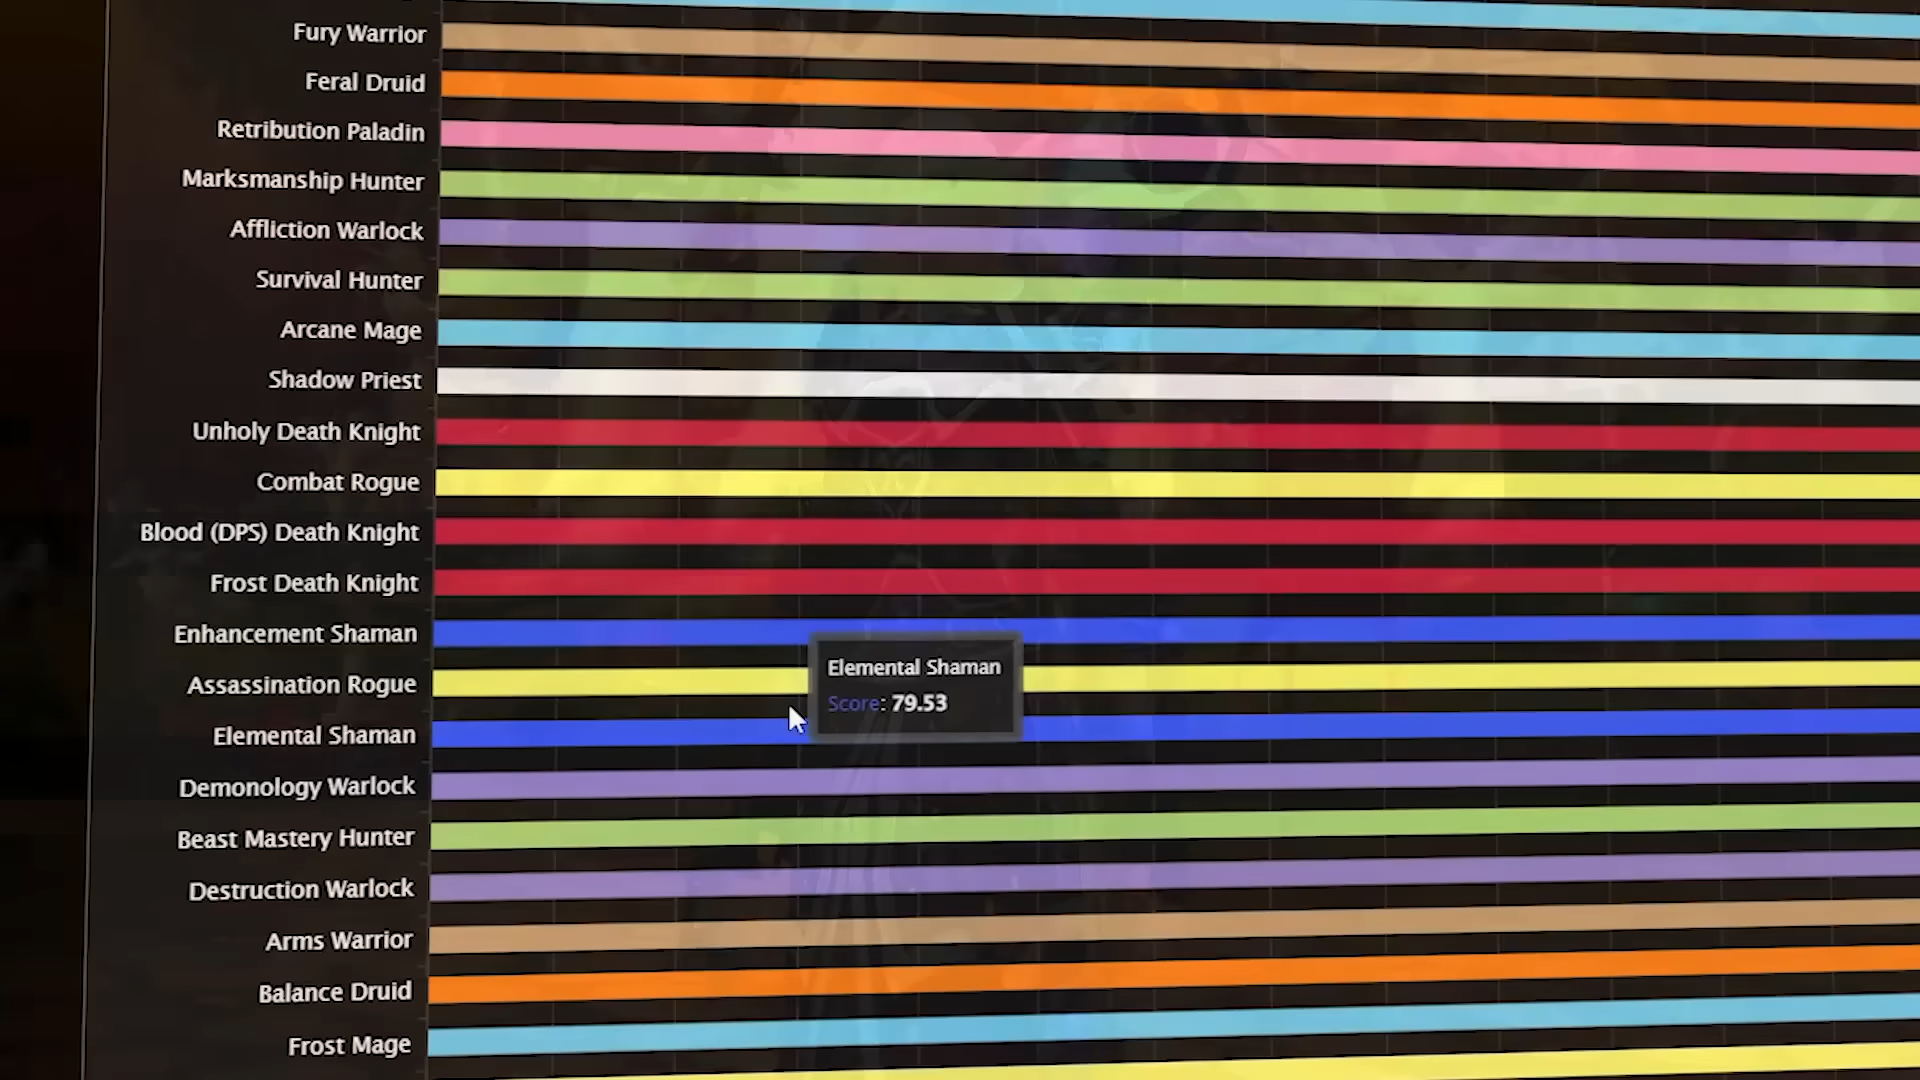 Fury Warrior
Feral Druid
Retribution Paladin
Marksmanship Hunter
Affliction Warlock
Survival Hunter
Arcane Mage
Shadow Priest
Unholy Death Knight
Combat Rogue
Blood (DPS) Death Knight
Frost Death Knight
Enhancement Shaman
Assassination Rogue
Elemental Shaman
Elemental Shaman
Score: 79.53
Demonology Warlock
Beast Mastery Hunter
Destruction Warlock
Arms Warrior
Balance Druid
Frost Mage